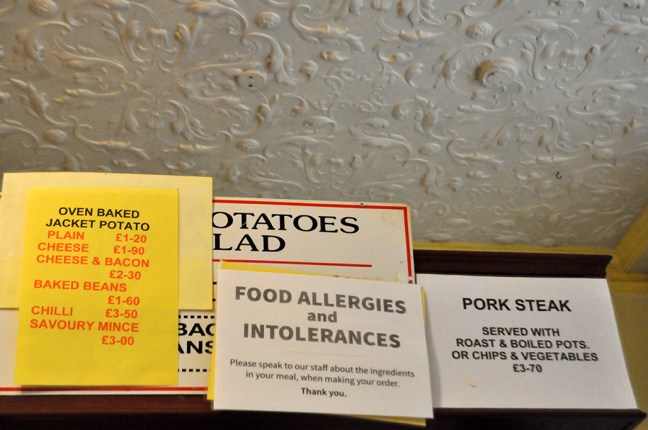 OVEN BAKED
JACKET POTATO
PLAIN £1-20
CHEESE £1-90
CHEESE & BACON
£2-30
BAKED BEANS
£1-60
CHILLI £3-50
SAVOURY MINCE
£3-00
OTATOES
LAD
BAC
ANS
FOOD ALLERGIES
and
INTOLERANCES
Please speak to our staff about the ingredients
in your meal, when making your order.
Thank you.
PORK STEAK
SERVED WITH
ROAST & BOILED POTS.
OR CHIPS & VEGETABLES
£3-70